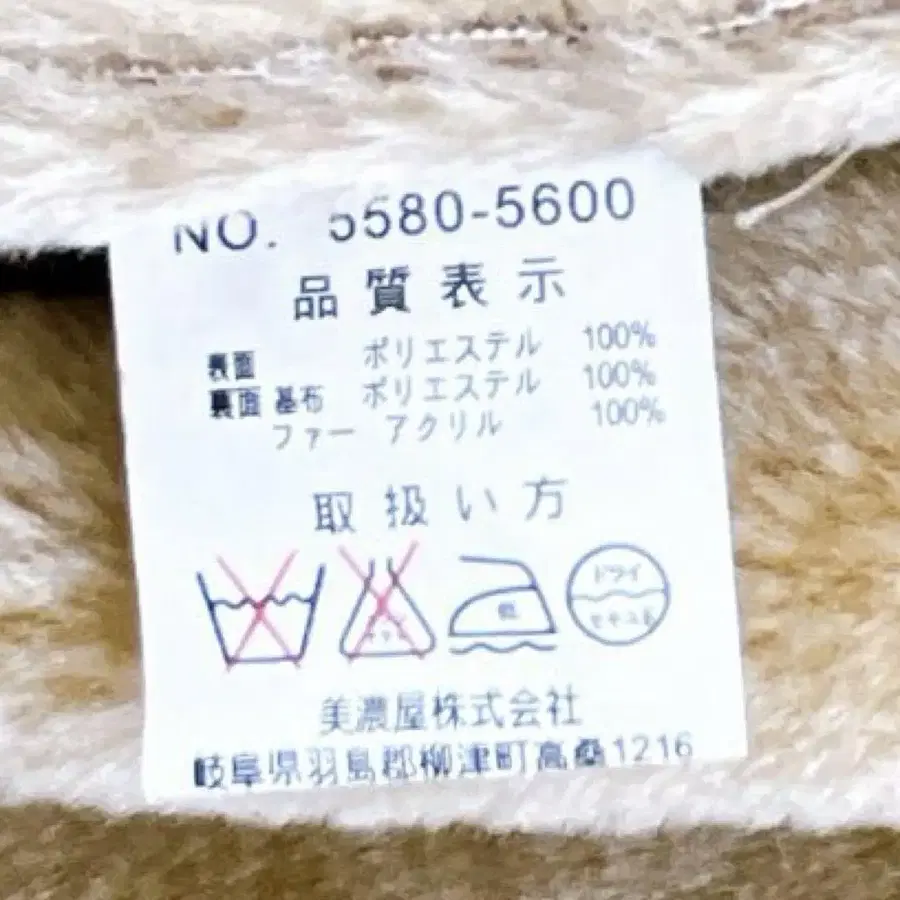 NO. 5580-5600
品質表示
表面 ポリエステル 100%
裏面 基布 ポリエステル 100%
ファー アクリル 100%
取扱い方
低
ドライ
セキユ系
美濃屋株式会社
岐阜県羽島郡柳津町高桑1216